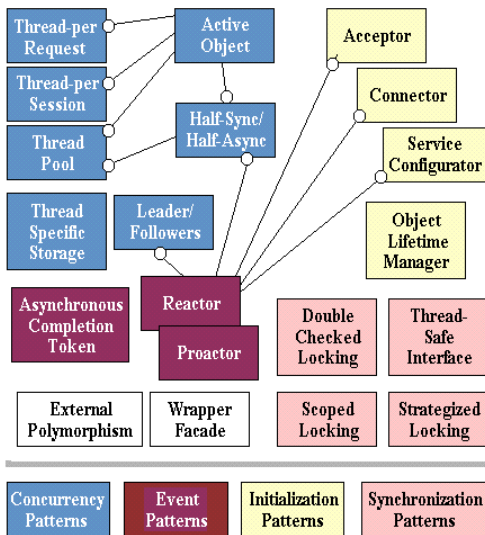 Thread-per
Request
Active
Object
Acceptor
Thread-per
Session
Connector
Thread
Pool
Half-Sync/
Half-Async
Service
Configurator
Thread
Specific
Storage
Leader/
Followers
Object
Lifetime
Manager
Asynchronous
Completion
Token
Reactor
Proactor
Double
Checked
Locking
Thread-
Safe
Interface
External
Polymorphism
Wrapper
Facade
Scoped
Locking
Strategized
Locking
Concurrency
Patterns
Event
Patterns
Initialization
Patterns
Synchronization
Patterns